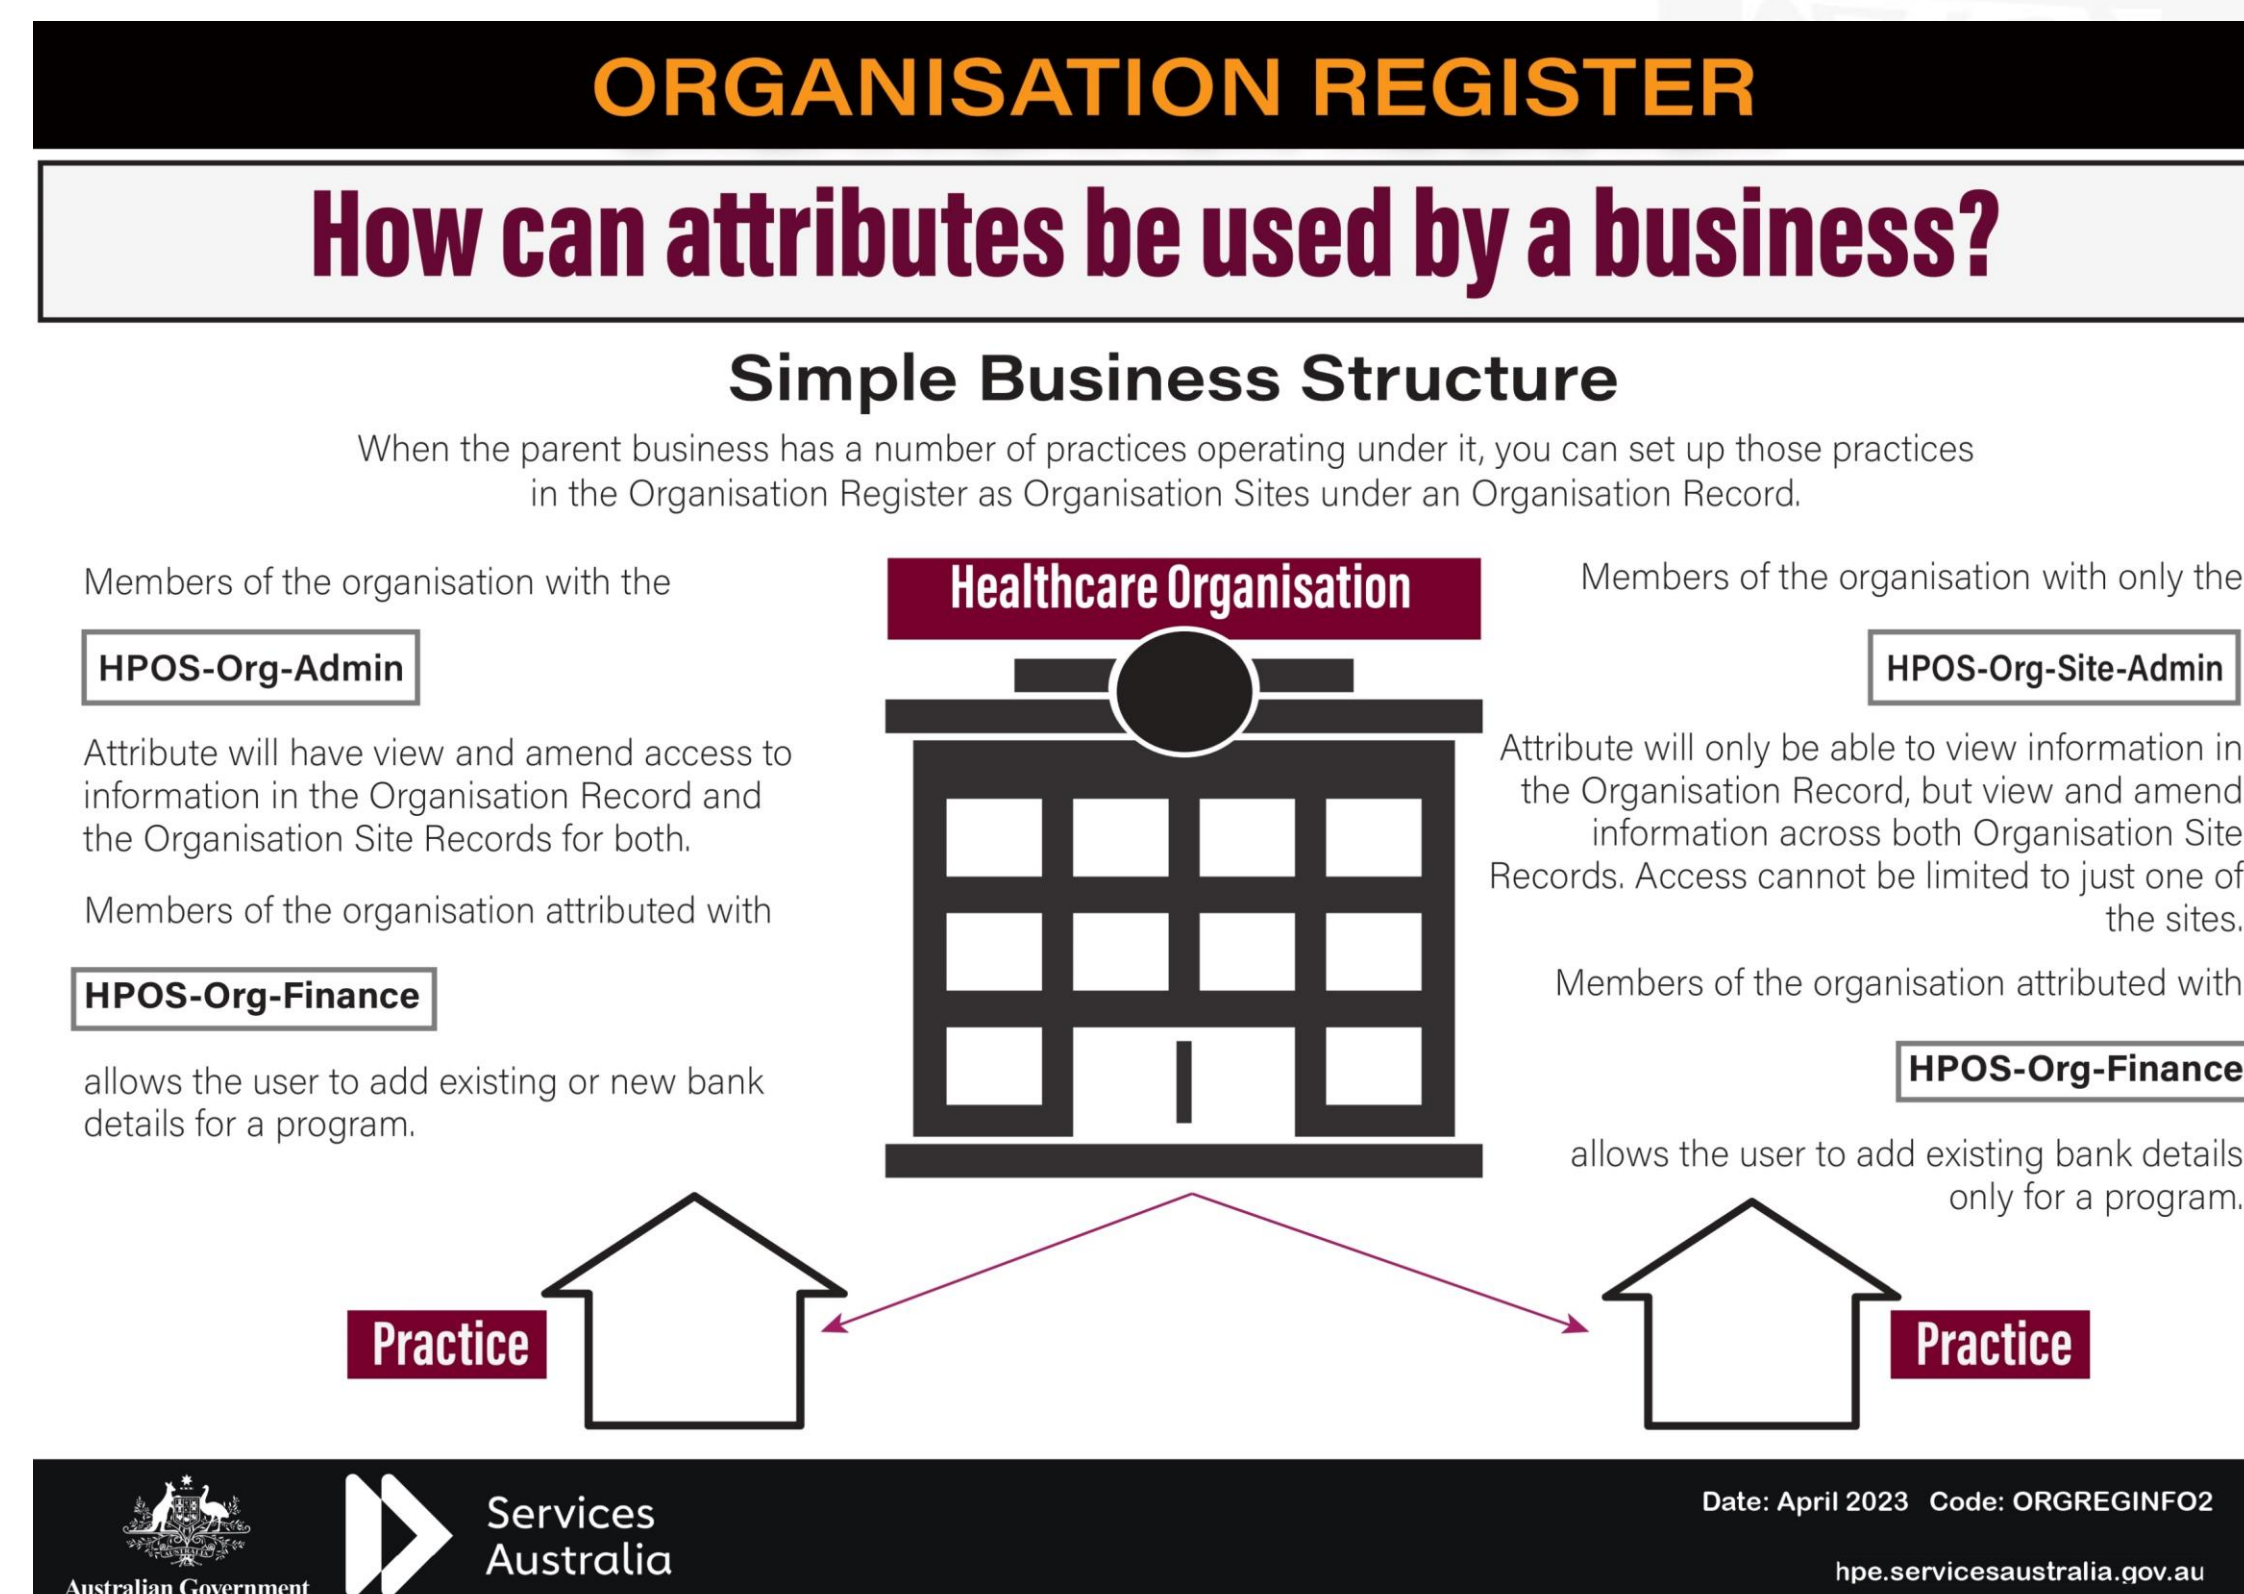 ORGANISATION REGISTER
How can attributes be used by a business?
Simple Business Structure
When the parent business has a number of practices operating under it, you can set up those practices
in the Organisation Register as Organisation Sites under an Organisation Record.
Members of the organisation with the
HPOS-Org-Admin
Attribute will have view and amend access to
information in the Organisation Record and
the Organisation Site Records for both.
Members of the organisation attributed with
HPOS-Org-Finance
allows the user to add existing or new bank
details for a program.
Healthcare Organisation
Members of the organisation with only the
HPOS-Org-Site-Admin
Attribute will only be able to view information in
the Organisation Record, but view and amend
information across both Organisation Site
Records. Access cannot be limited to just one of
the sites.
Members of the organisation attributed with
HPOS-Org-Finance
allows the user to add existing bank details
only for a program.
Practice
Practice
Australian Government
Services
Australia
Date: April 2023 Code: ORGREGINFO2
hpe.servicesaustralia.gov.au